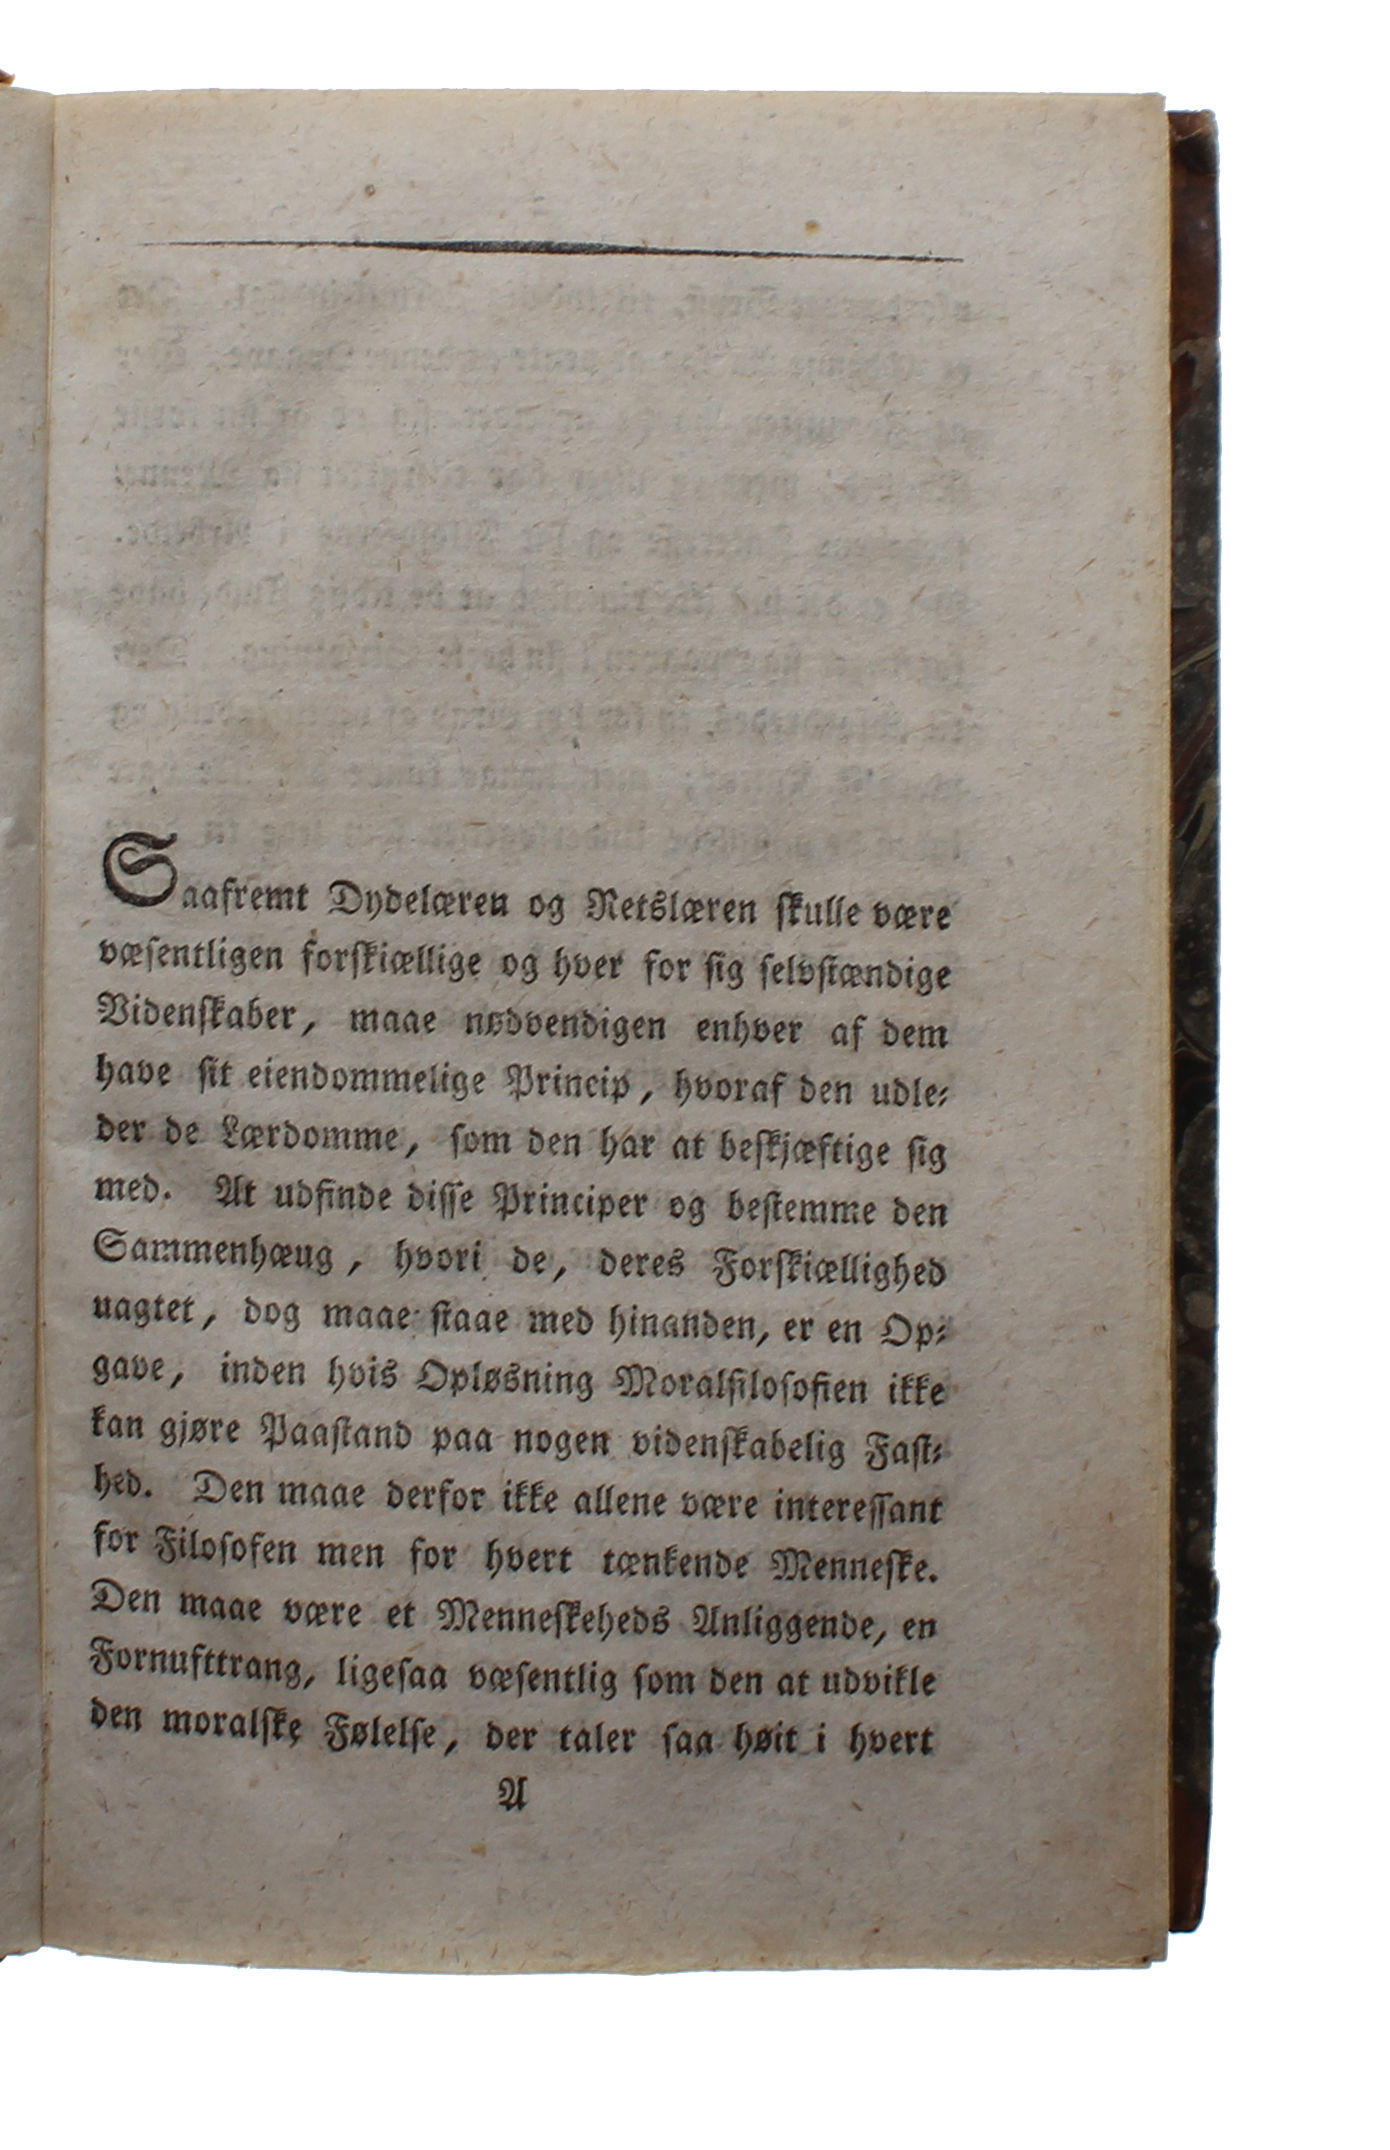 Saafremt Dydelæren og Retslæren skulle være
væsentligen forskiællige og hver for sig selvstændige
Videnskaber, maae nødvendigen enhver af dem
have sit eiendommelige Princip, hvoraf den udle⸗
der de Lærdomme, som den har at beskjæftige sig
med. At udfinde disse Principer og bestemme den
Sammenhæug, hvori de, deres Forskiællighed
uagtet, dog maae staae med hinanden, er en Op⸗
gave, inden hvis Opløsning Moralfilosofien ikke
kan gjøre Paastand paa nogen videnskabelig Fast⸗
hed. Den maae derfor ikke allene være interessant
for Filosofen men for hvert tænkende Menneske.
Den maae være et Menneskeheds Anliggende, en
Fornufttrang, ligesaa væsentlig som den at udvikle
den moralske Følelse, der taler saa høit i hvert
A